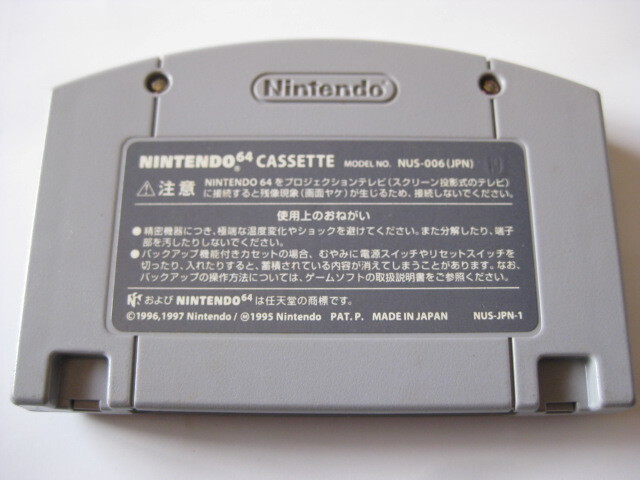 Nintendo
NINTENDO64 CASSETTE MODEL NO. NUS-006(JPN)
⚠注意 NINTENDO 64 をプロジェクションテレビ(スクリーン投影式のテレビ)
に接続すると残像現象(画面ヤケ)が生じるため、接続しないでください。
使用上のおねがい
●精密機器につき、極端な温度変化やショックを避けてください。また分解したり、端子
部を汚したりしないでください。
●バックアップ機能付きカセットの場合、むやみに電源スイッチやリセットスイッチを
切ったり、入れたりすると、蓄積されている内容が消えてしまうことがあります。なお、
バックアップの操作方法については、ゲームソフトの取扱説明書をご参照ください。
および NINTENDO64 は任天堂の商標です。
©1996,1997 Nintendo/Ⓜ1995 Nintendo PAT. P. MADE IN JAPAN NUS-JPN-1